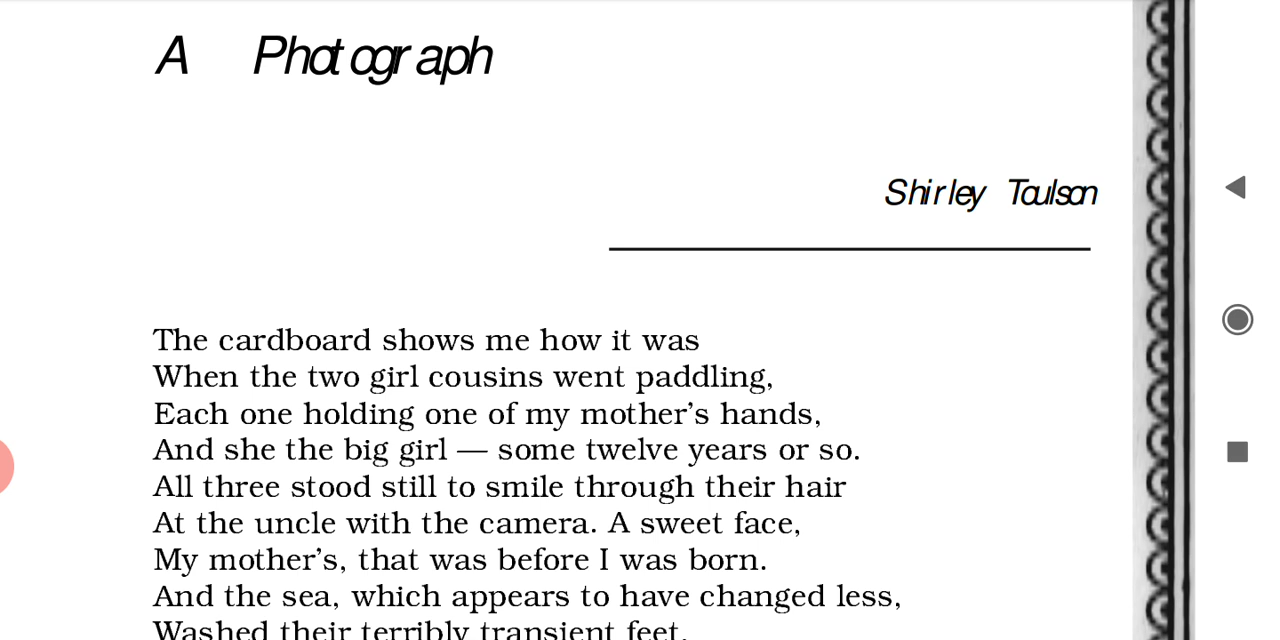 A Photograph
Shirley Toulson
The cardboard shows me how it was
When the two girl cousins went paddling,
Each one holding one of my mother's hands,
And she the big girl — some twelve years or so.
All three stood still to smile through their hair
At the uncle with the camera. A sweet face,
My mother's, that was before I was born.
And the sea, which appears to have changed less,
Washed their terribly transient feet.